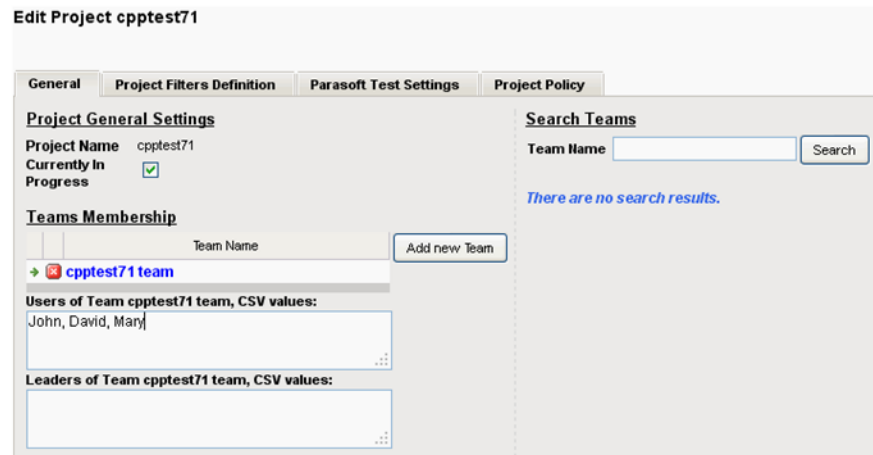 Edit Project cpptest71
General Project Filters Definition Parasoft Test Settings Project Policy
Project General Settings
Project Name cpptest71
Currently In
Progress
Teams Membership
Team Name
Add new Team
cpptest71 team
Users of Team cpptest71 team, CSV values:
John, David, Mary
Leaders of Team cpptest71 team, CSV values:
Search Teams
Team Name
Search
There are no search results.